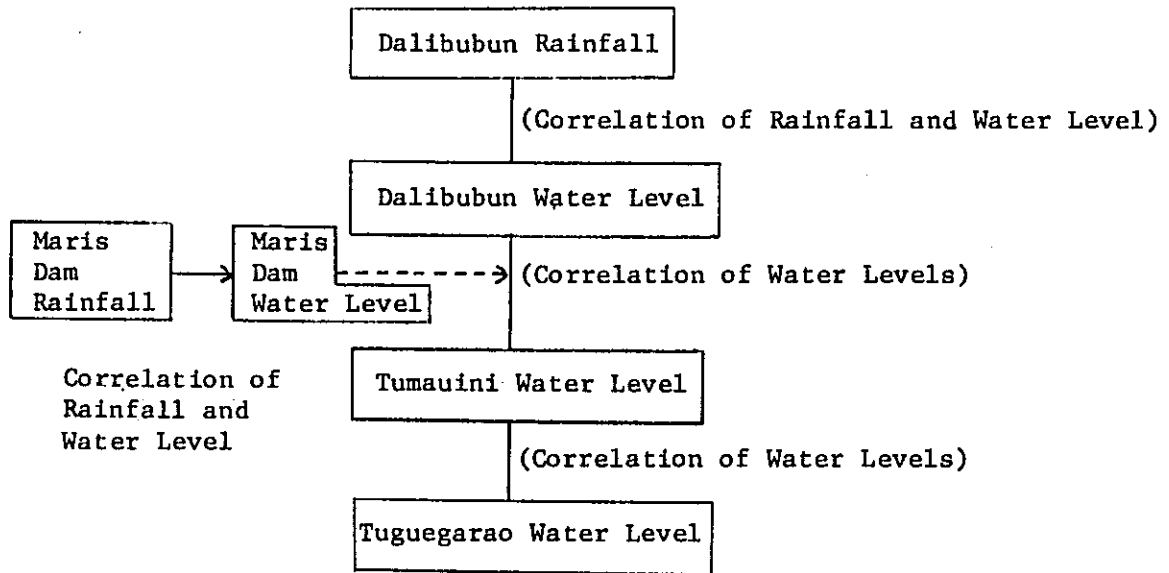 Dalibubun Rainfall
(Correlation of Rainfall and Water Level)
Dalibubun Water Level
Maris
Dam
Rainfall
Maris
Dam
Water Level
(Correlation of Water Levels)
Correlation of
Rainfall and
Water Level
Tumauini Water Level
(Correlation of Water Levels)
Tuguegarao Water Level